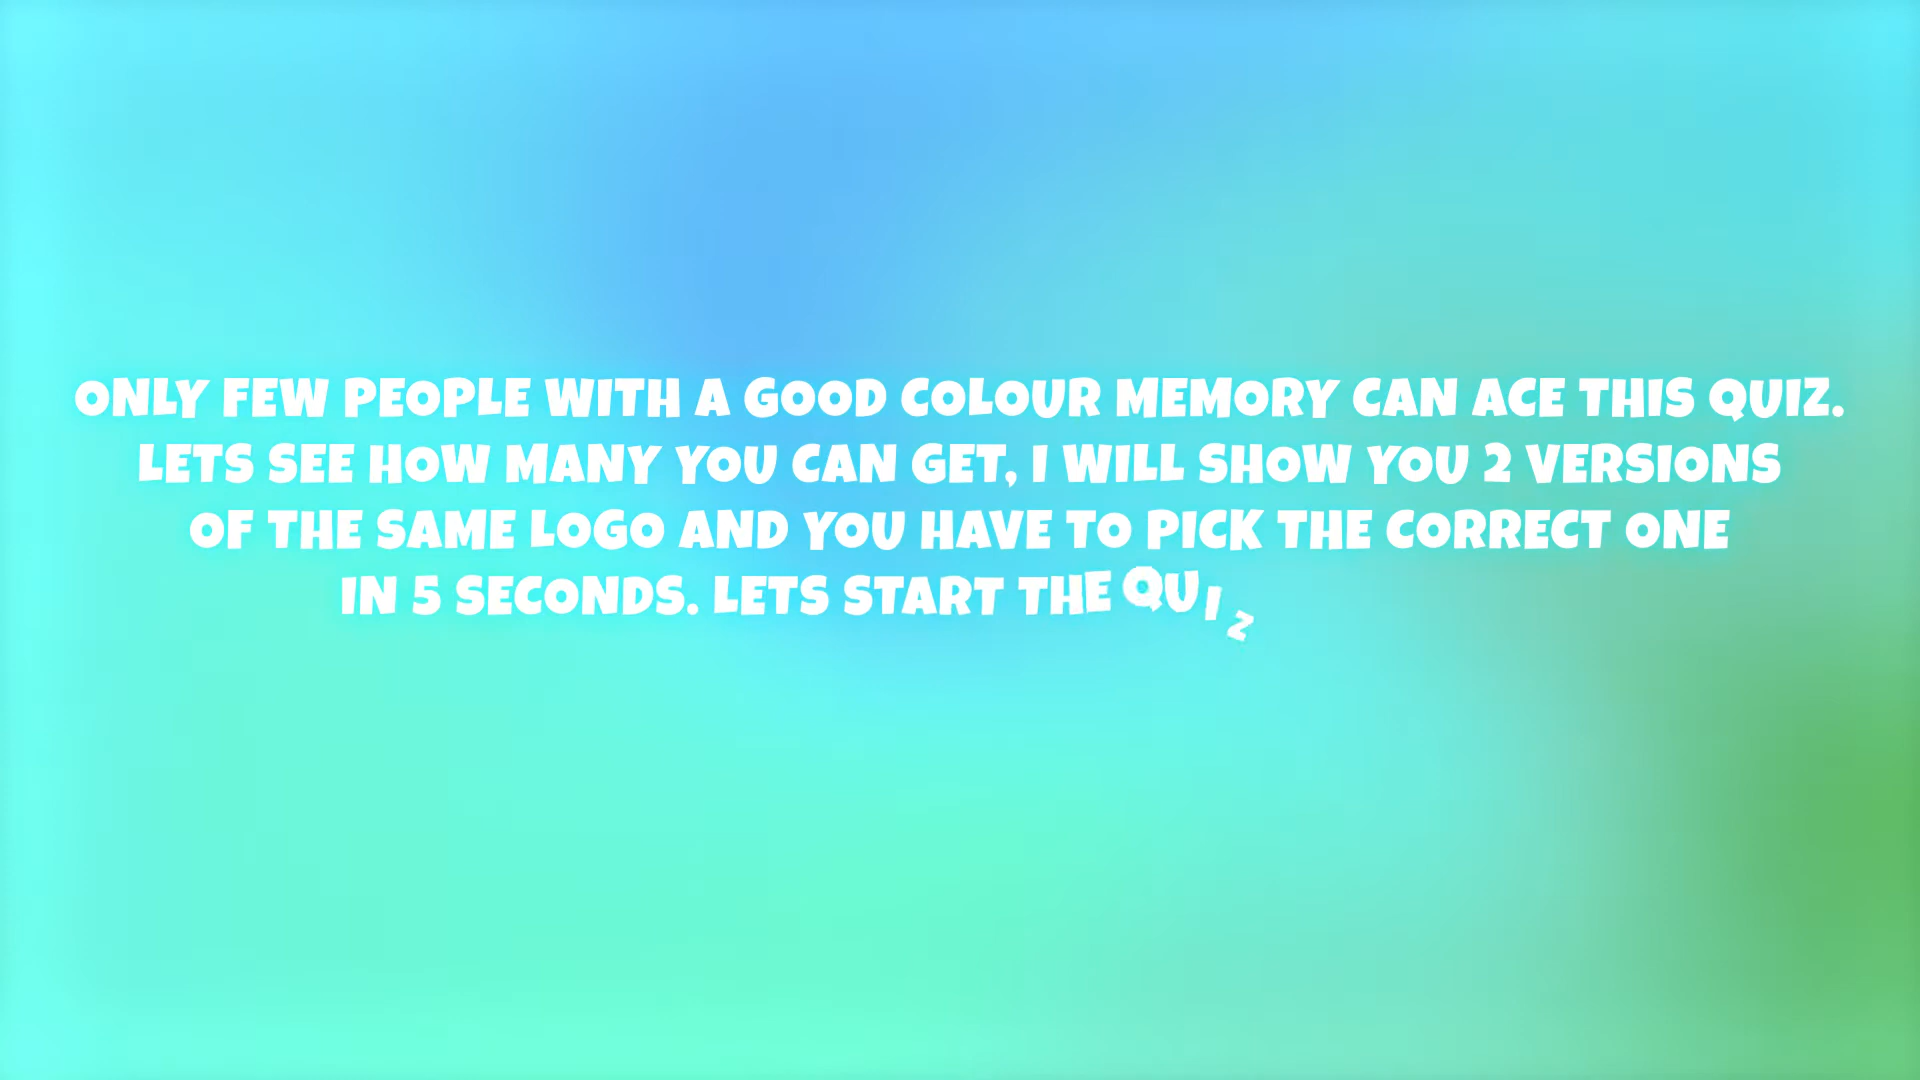 ONLY FEW PEOPLE WITH A GOOD COLOUR MEMORY CAN ACE THIS QUIZ.
LETS SEE HOW MANY YOU CAN GET, I WILL SHOW YOU 2 VERSIONS
OF THE SAME LOGO AND YOU HAVE TO PICK THE CORRECT ONE
IN 5 SECONDS. LETS START THE QUIZ